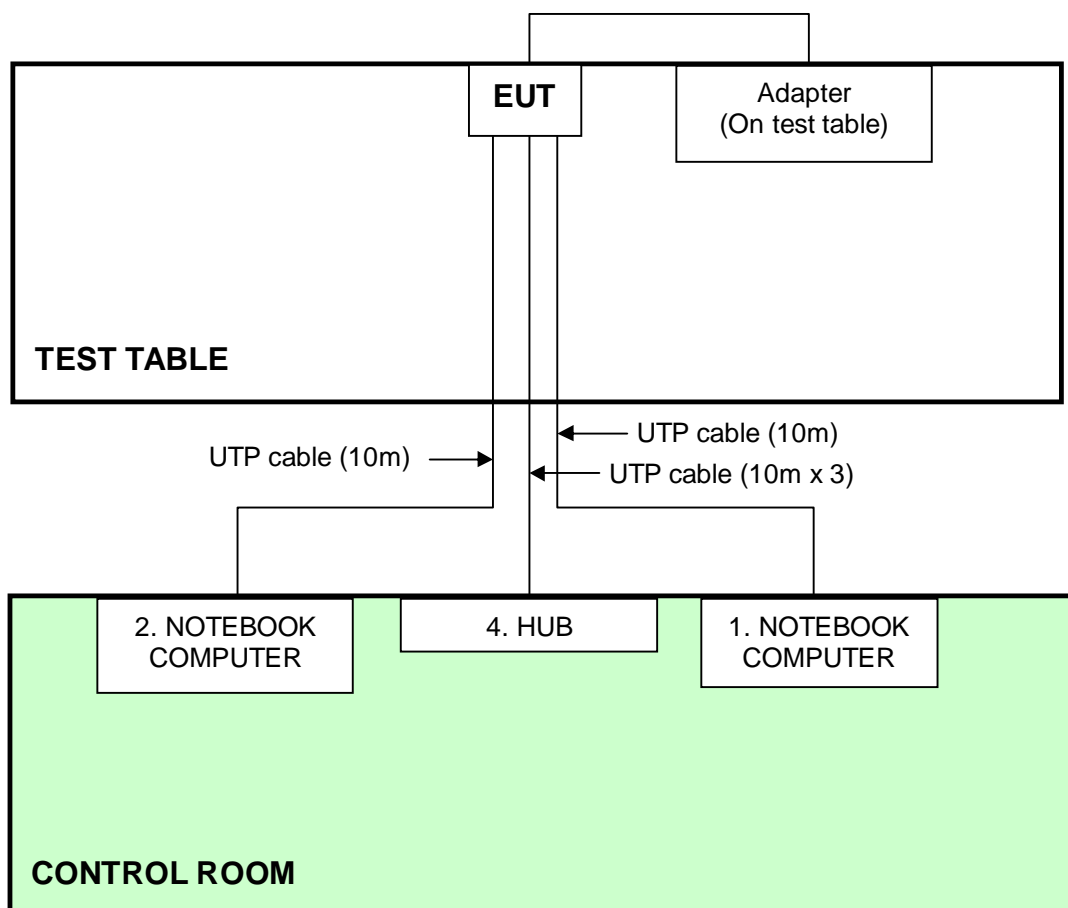 EUT
Adapter
(On test table)
TEST TABLE
UTP cable (10m)
UTP cable (10m)
UTP cable (10m x 3)
2. NOTEBOOK
COMPUTER
4. HUB
1. NOTEBOOK
COMPUTER
CONTROL ROOM